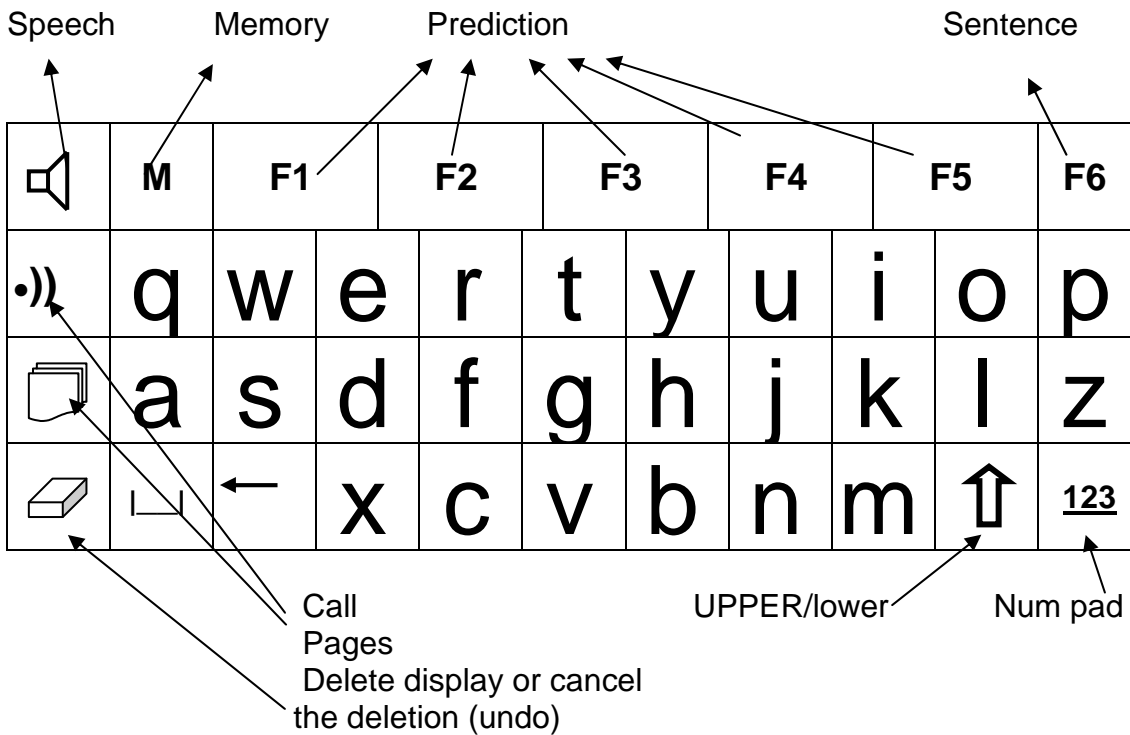 Speech Memory Prediction Sentence
M F1 F2 F3 F4 F5 F6
•)) q w e r t y u i o p
a s d f g h j k l z
← x c v b n m 123
Call UPPER/lower Num pad
Pages
Delete display or cancel
the deletion (undo)